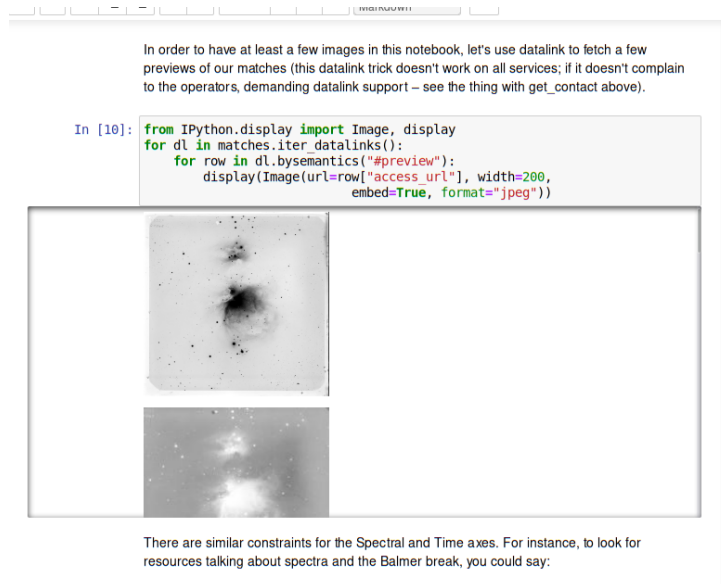 Markdown
In order to have at least a few images in this notebook, let's use datalink to fetch a few
previews of our matches (this datalink trick doesn't work on all services; if it doesn't complain
to the operators, demanding datalink support – see the thing with get_contact above).
In [10]: from IPython.display import Image, display
for dl in matches.iter_datalinks():
    for row in dl.bysemantics("#preview"):
        display(Image(url=row["access_url"], width=200,
                            embed=True, format="jpeg"))
There are similar constraints for the Spectral and Time axes. For instance, to look for
resources talking about spectra and the Balmer break, you could say: